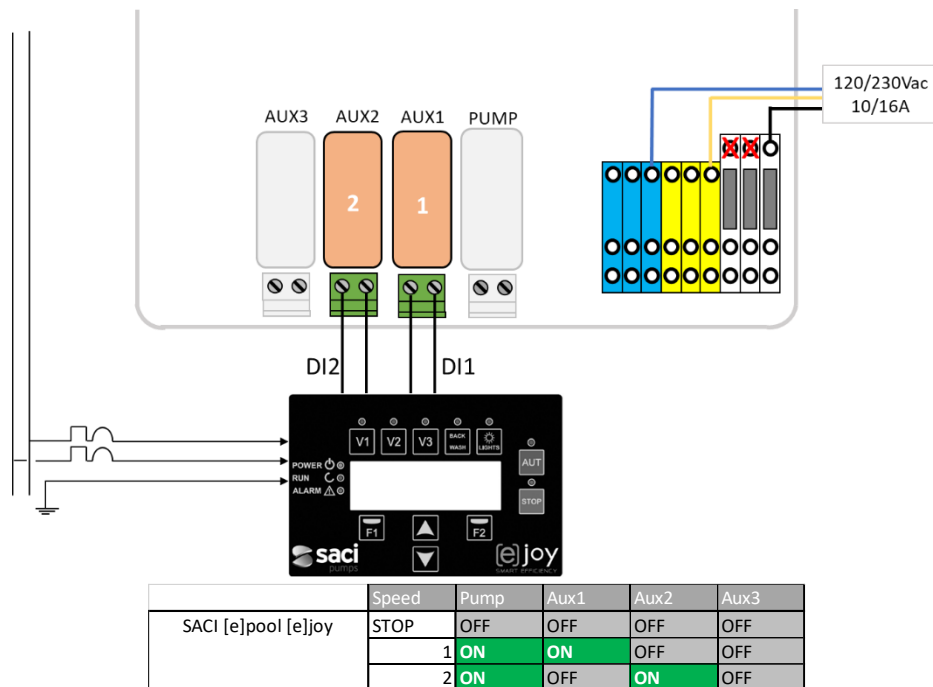 120/230Vac
10/16A
AUX3 AUX2 AUX1 PUMP
2 1
DI2 DI1
V1 V2 V3 BACK WASH LIGHTS
POWER
RUN
ALARM
AUT
STOP
F1 F2
saci
pumps
[e]joy
SMART EFFICIENCY
Speed Pump Aux1 Aux2 Aux3
SACI [e]pool [e]joy STOP OFF OFF OFF OFF
1 ON ON OFF OFF
2 ON OFF ON OFF